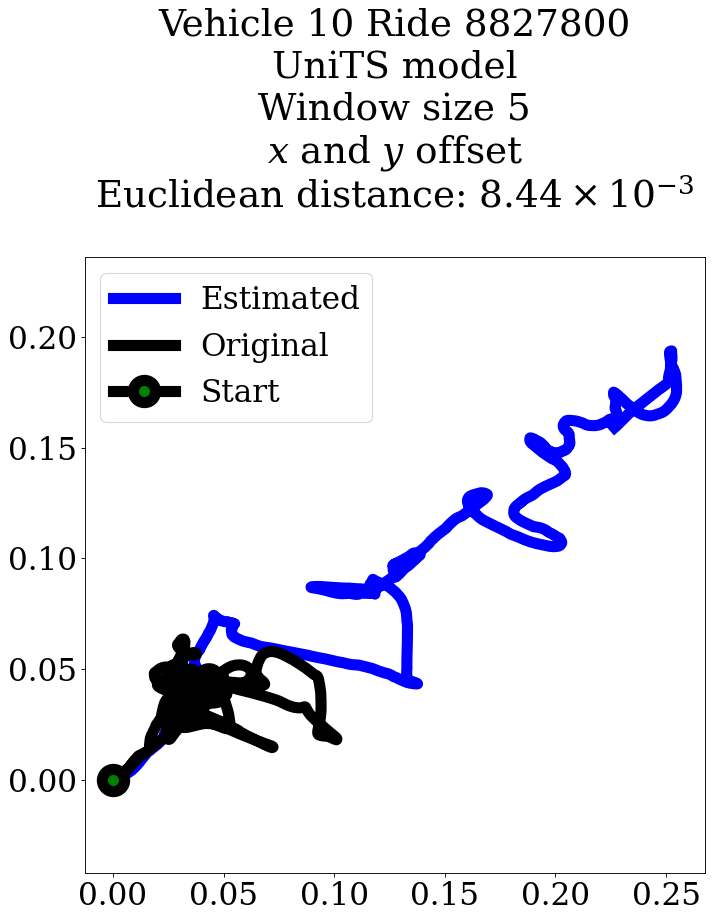 Vehicle 10 Ride 8827800
UniTS model
Window size 5
x and y offset
Euclidean distance: 8.44 × 10⁻³
Estimated
Original
Start
0.20
0.15
0.10
0.05
0.00
0.00 0.05 0.10 0.15 0.20 0.25